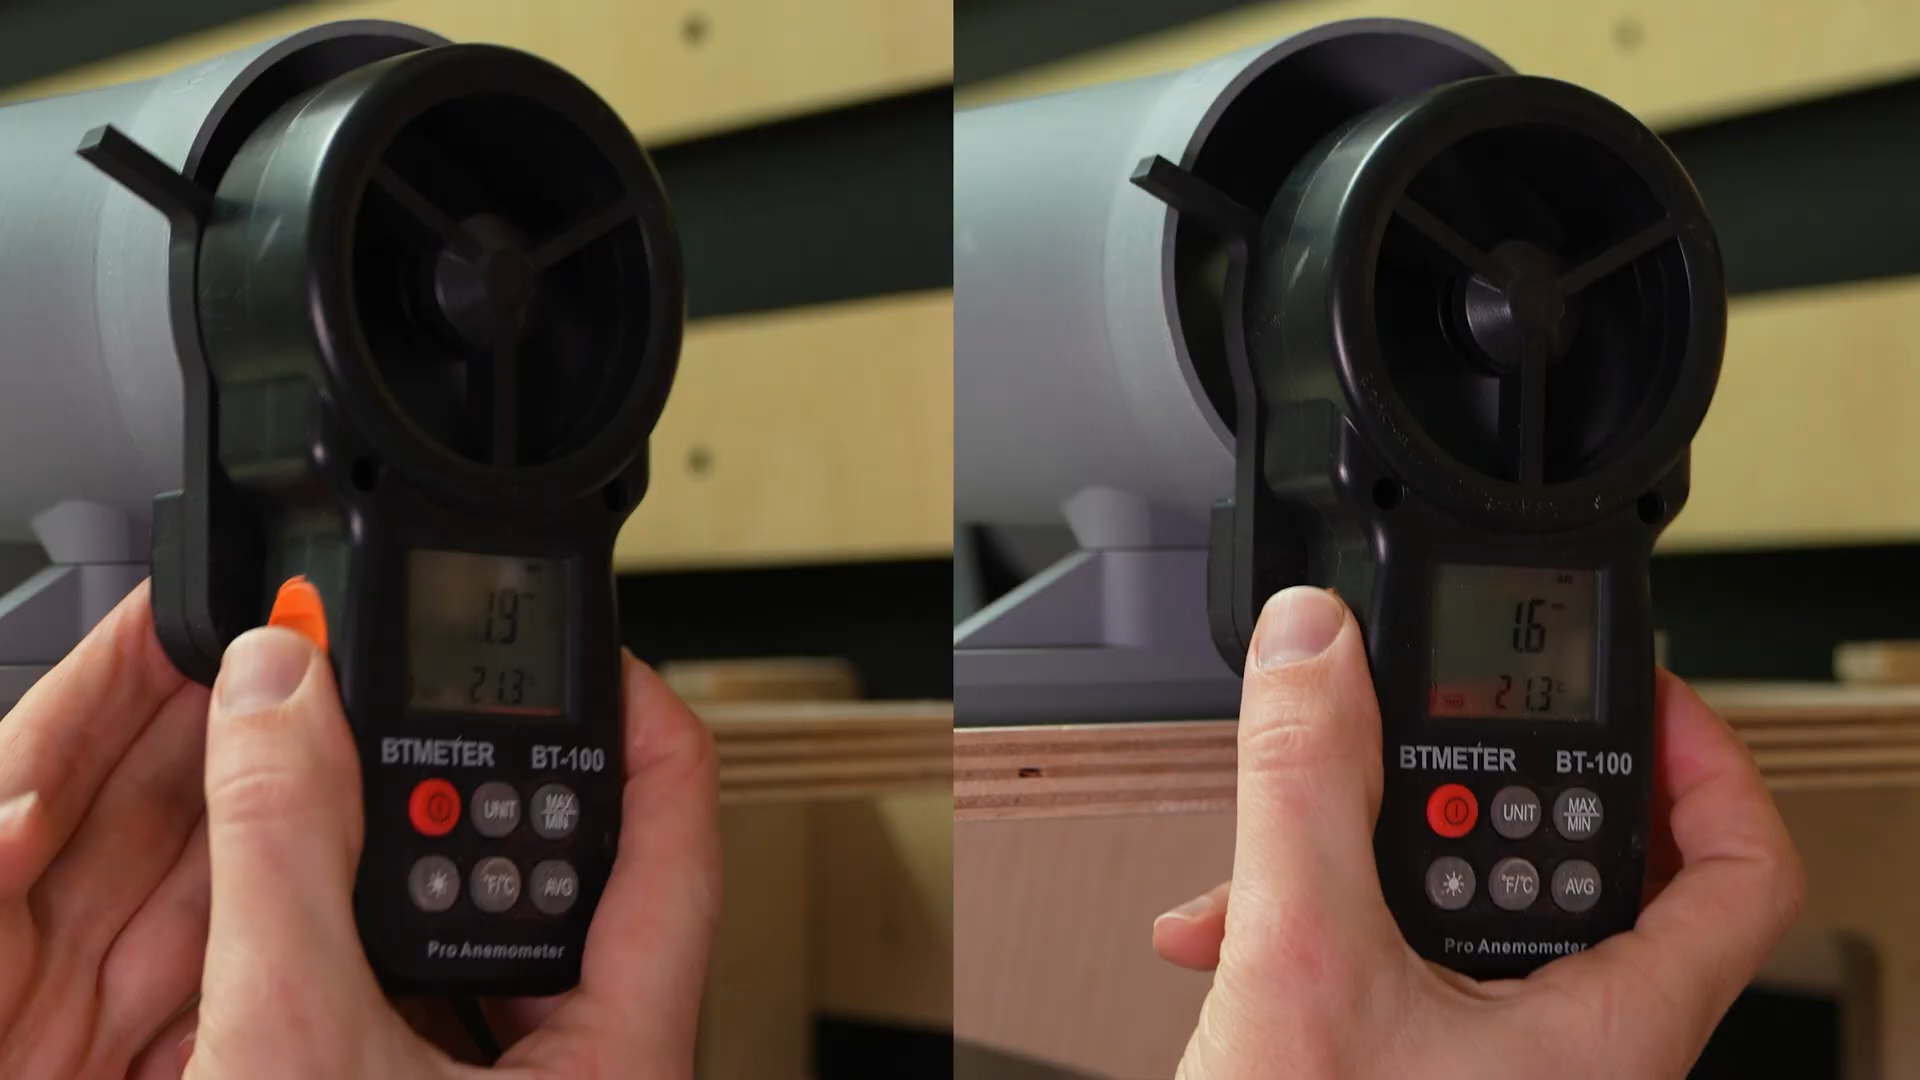 1.9
21.3
BTMETER BT-100
UNIT MAX MIN
°F/°C AVG
Pro Anemometer
1.6
21.3 °C
BTMETER BT-100
UNIT MAX MIN
°F/°C AVG
Pro Anemometer